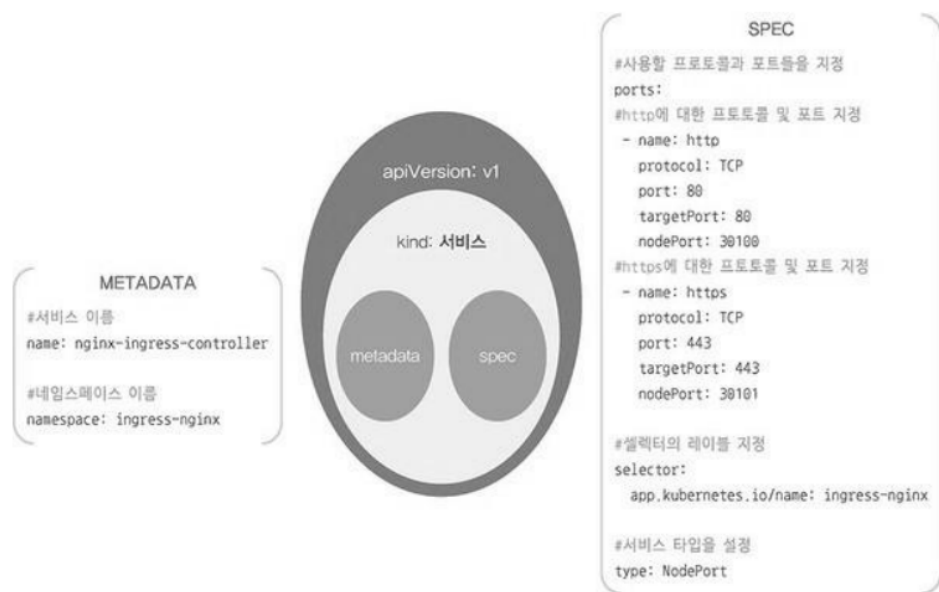 METADATA
#서비스 이름
name: nginx-ingress-controller
#네임스페이스 이름
namespace: ingress-nginx
apiVersion: v1
kind: 서비스
metadata
spec
SPEC
#사용할 프로토콜과 포트들을 지정
ports:
#http에 대한 프로토콜 및 포트 지정
- name: http
protocol: TCP
port: 80
targetPort: 80
nodePort: 30100
#https에 대한 프로토콜 및 포트 지정
- name: https
protocol: TCP
port: 443
targetPort: 443
nodePort: 30101
#셀렉터의 레이블 지정
selector:
app.kubernetes.io/name: ingress-nginx
#서비스 타입을 설정
type: NodePort